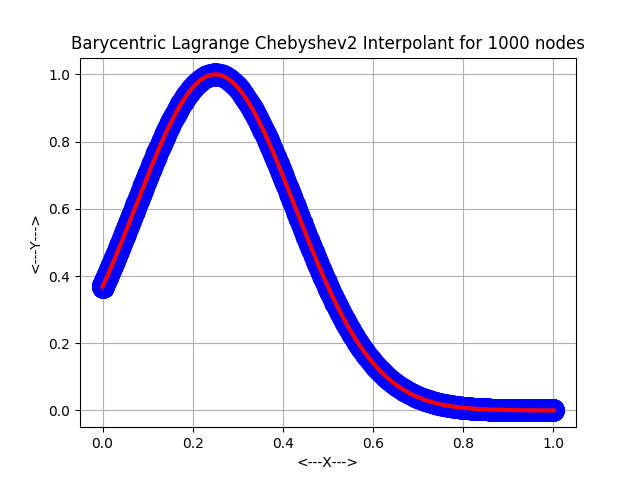 Barycentric Lagrange Chebyshev2 Interpolant for 1000 nodes
1.0
0.8
0.6
0.4
0.2
0.0
<---Y--->
0.0 0.2 0.4 0.6 0.8 1.0
<---X--->